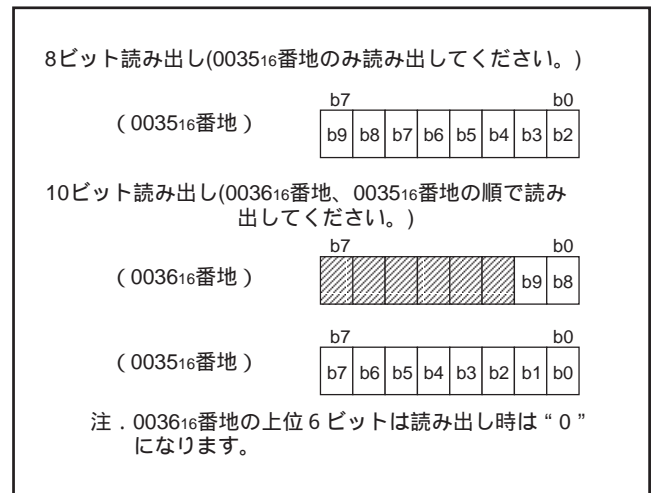 8ビット読み出し(003516番地のみ読み出してください。)
b7 b0
（003516番地） b9 b8 b7 b6 b5 b4 b3 b2
10ビット読み出し(003616番地、003516番地の順で読み
出してください。)
b7 b0
（003616番地） b9 b8
b7 b0
（003516番地） b7 b6 b5 b4 b3 b2 b1 b0
注．003616番地の上位６ビットは読み出し時は“０”
になります。